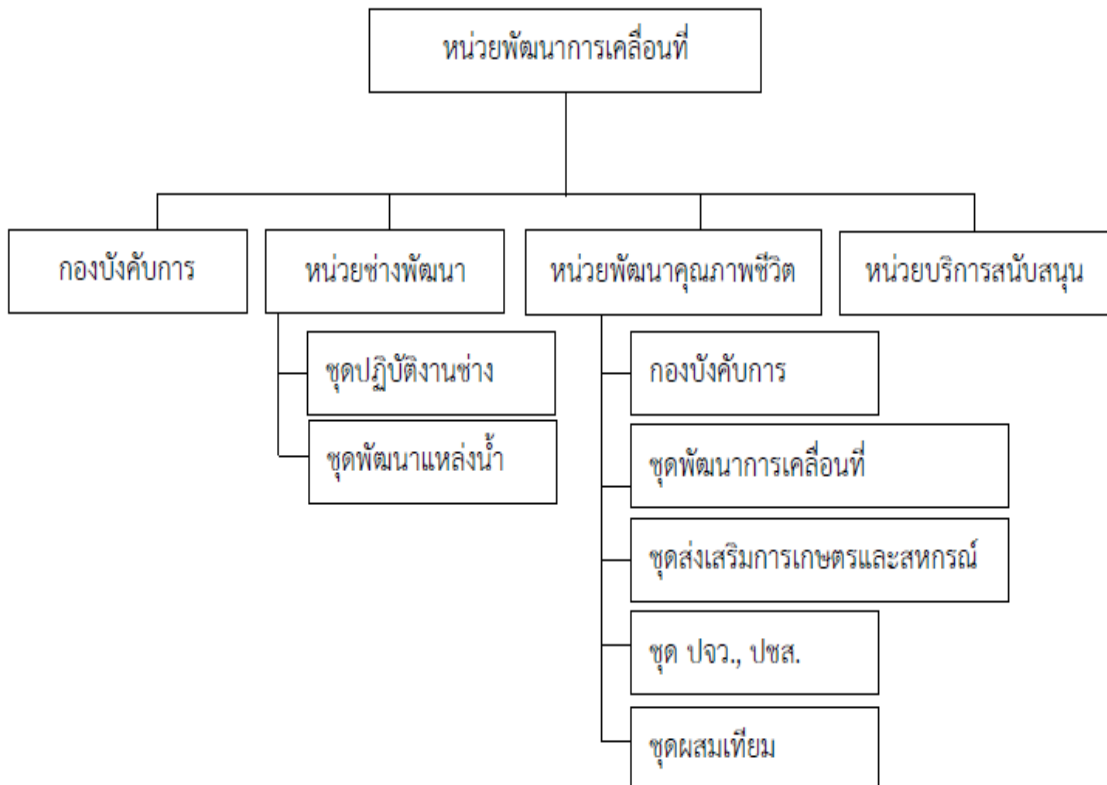 หน่วยพัฒนาการเคลื่อนที่
กองบังคับการ
หน่วยช่างพัฒนา
หน่วยพัฒนาคุณภาพชีวิต
หน่วยบริการสนับสนุน
ชุดปฏิบัติงานช่าง
ชุดพัฒนาแหล่งน้ำ
กองบังคับการ
ชุดพัฒนาการเคลื่อนที่
ชุดส่งเสริมการเกษตรและสหกรณ์
ชุด ปจว., ปชส.
ชุดผสมเทียม